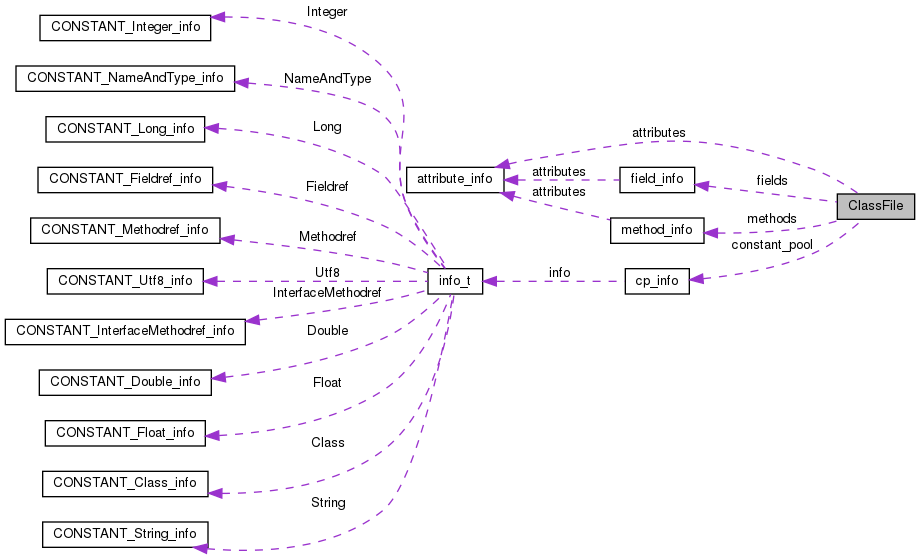 Integer
CONSTANT_Integer_info
NameAndType
CONSTANT_NameAndType_info
Long
CONSTANT_Long_info
attributes
CONSTANT_Fieldref_info
Fieldref
attribute_info
attributes
attributes
field_info
fields
ClassFile
CONSTANT_Methodref_info
Methodref
method_info
methods
constant_pool
CONSTANT_Utf8_info
Utf8
info_t
info
cp_info
InterfaceMethodref
CONSTANT_InterfaceMethodref_info
Double
CONSTANT_Double_info
Float
CONSTANT_Float_info
Class
CONSTANT_Class_info
String
CONSTANT_String_info